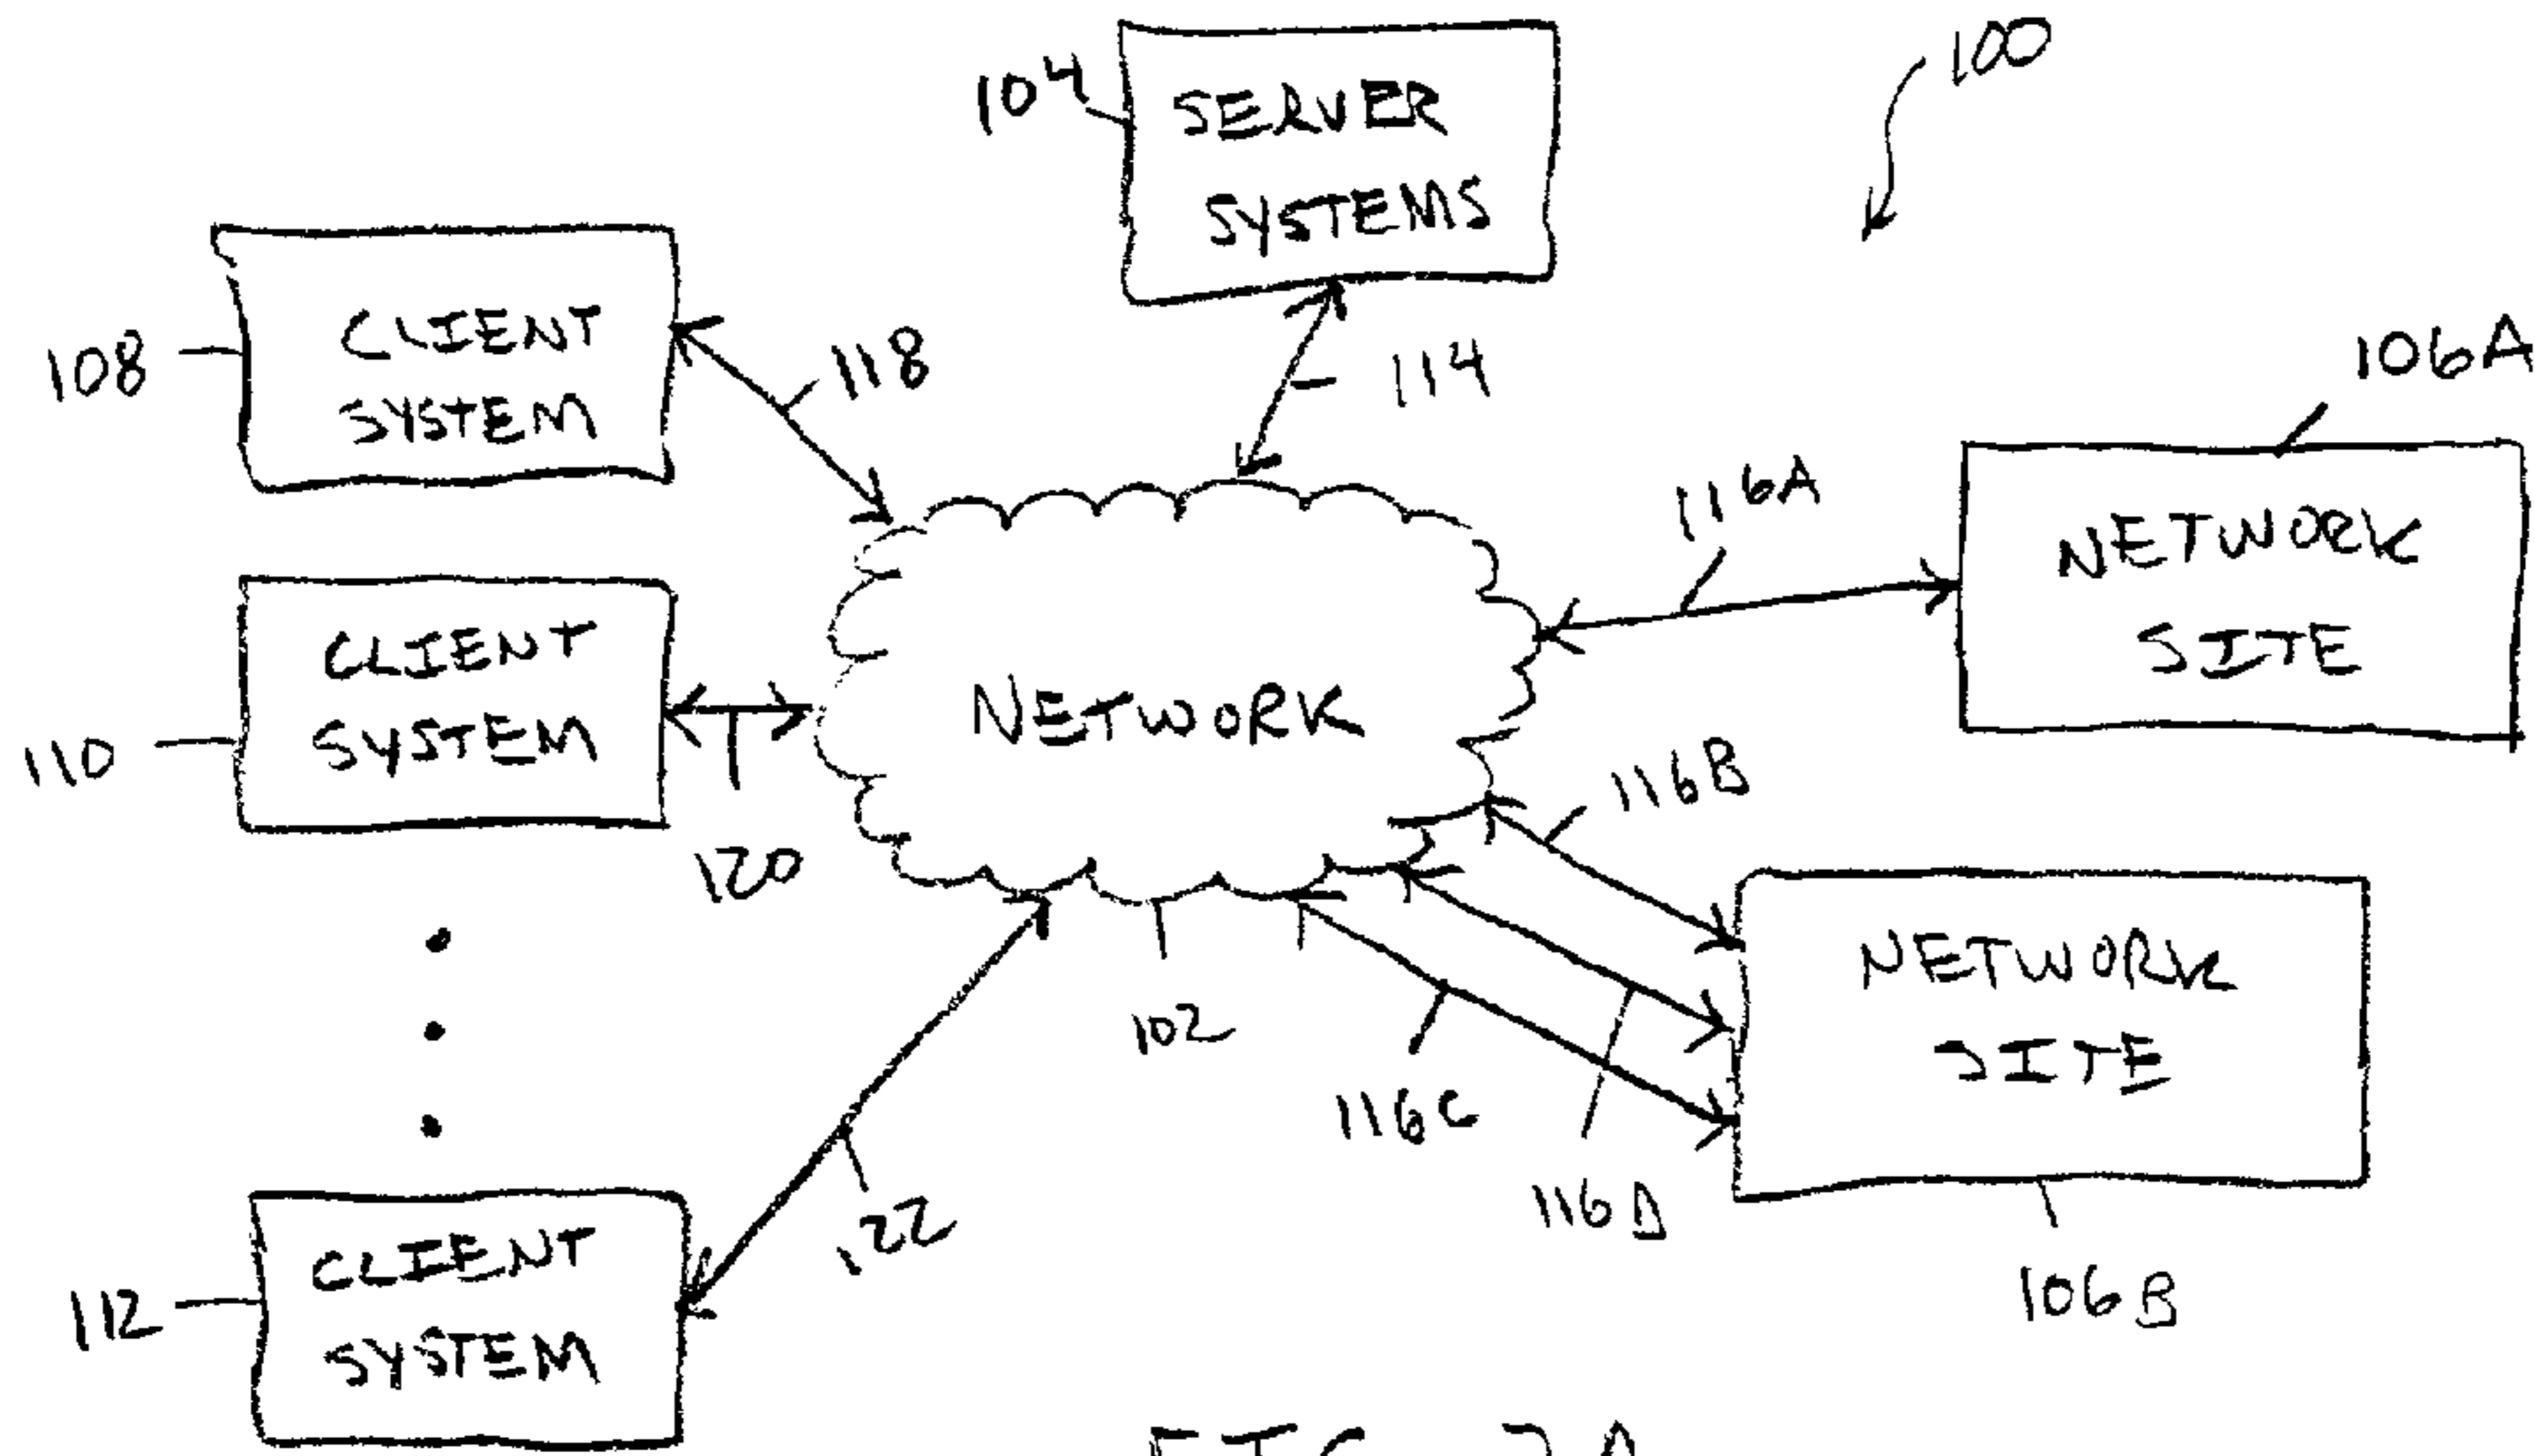 100
104
SERVER
SYSTEMS
108
CLIENT
SYSTEM
118
114
106A
NETWORK
SITE
116A
110
CLIENT
SYSTEM
120
NETWORK
102
116B
116C
116D
NETWORK
SITE
106B
122
112
CLIENT
SYSTEM